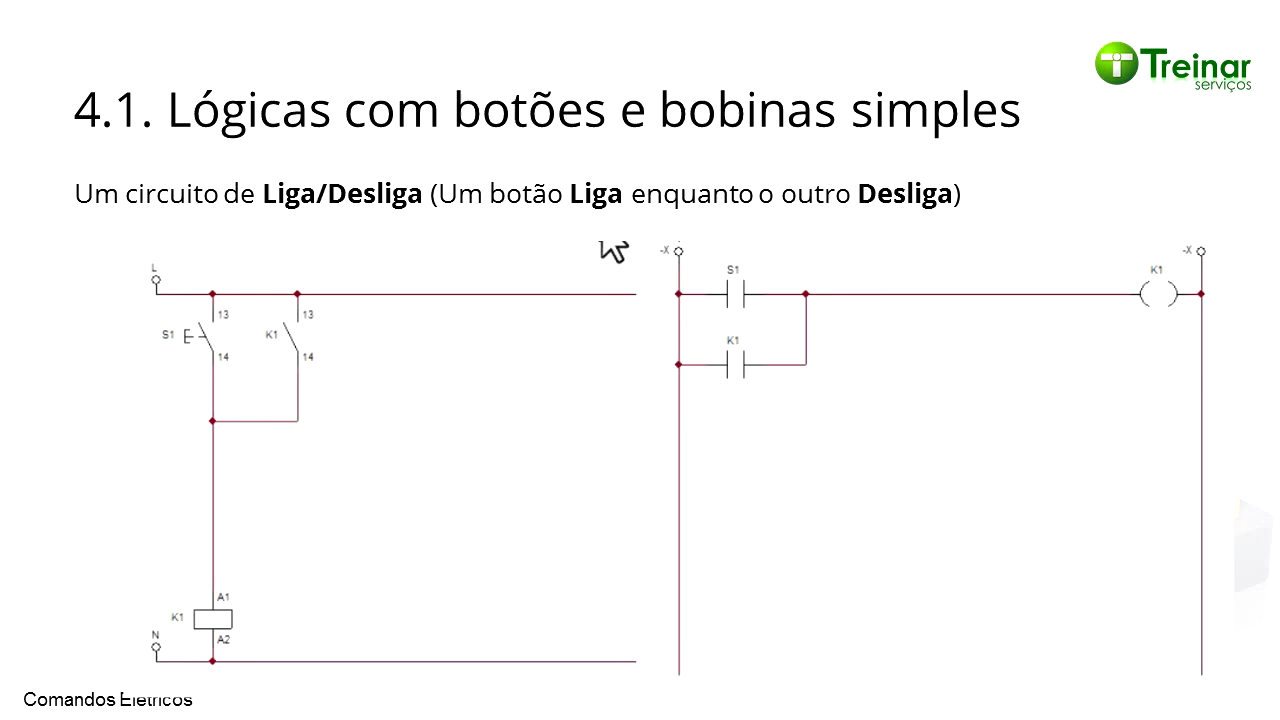 Treinar
serviços
4.1. Lógicas com botões e bobinas simples
Um circuito de Liga/Desliga (Um botão Liga enquanto o outro Desliga)
-X
-X
L
S1
K1
13
13
S1
K1
14
14
K1
A1
K1
A2
N
Comandos Elétricos